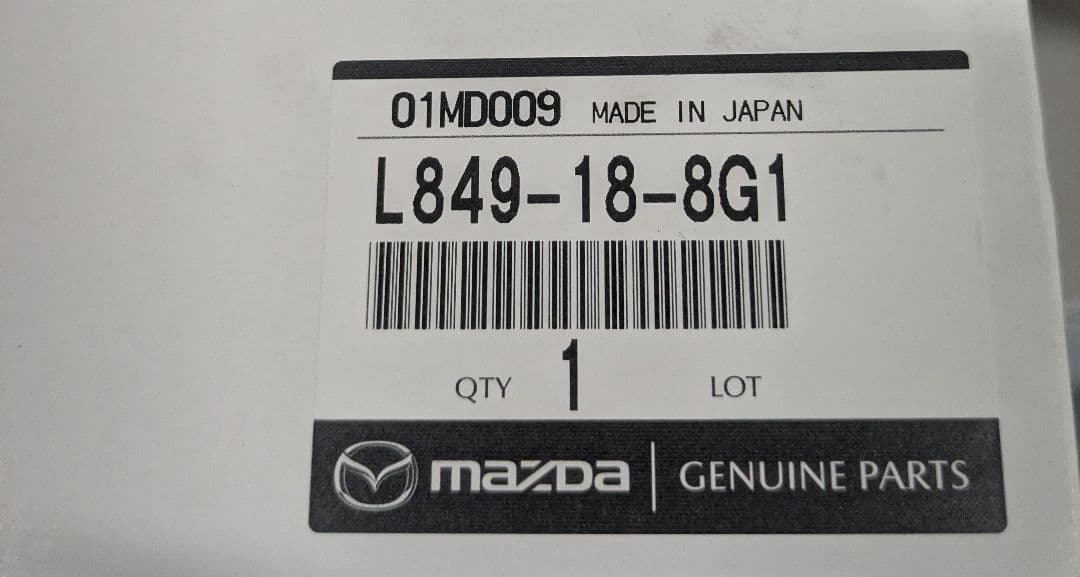 01MD009 MADE IN JAPAN
L849-18-8G1
QTY 1 LOT
mazda GENUINE PARTS